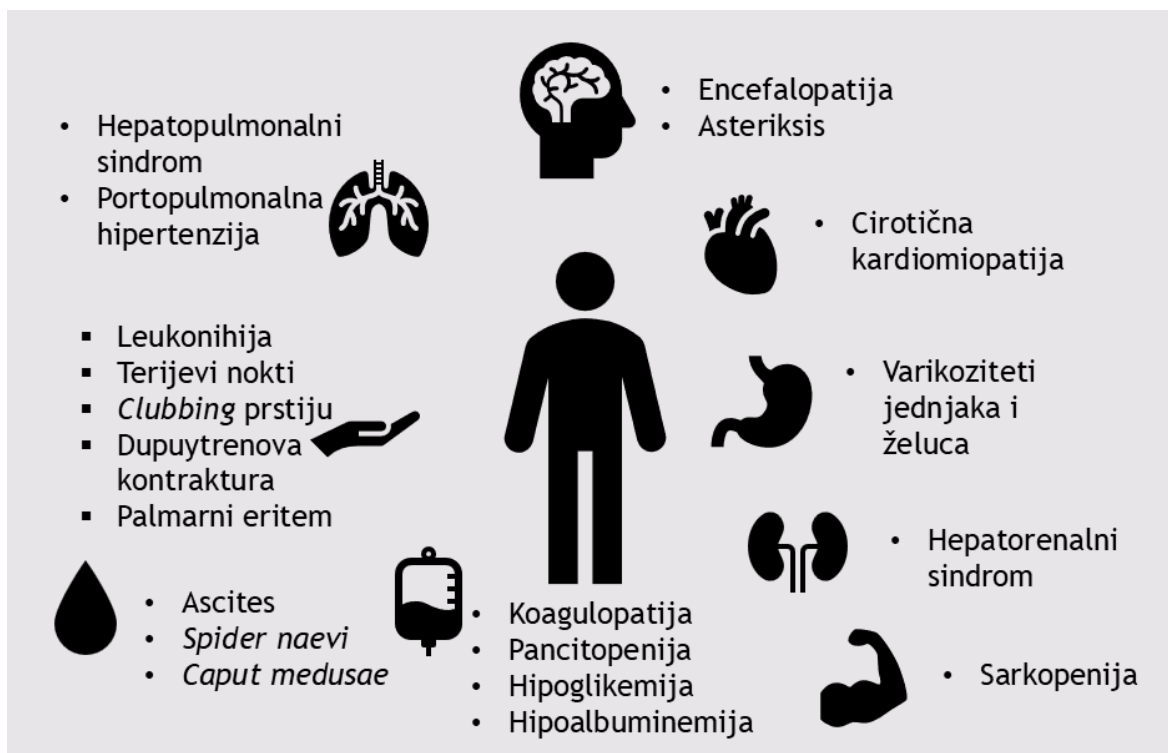 • Encefalopatija
• Asteriksis
• Hepatopulmonalni
sindrom
• Portopulmonalna
hipertenzija
• Cirotična
kardiomiopatija
▪ Leukonihija
▪ Terijevi nokti
▪ Clubbing prstiju
▪ Dupuytrenova
kontraktura
▪ Palmarni eritem
• Varikoziteti
jednjaka i
želuca
• Hepatorenalni
sindrom
• Ascites
• Spider naevi
• Caput medusae
• Koagulopatija
• Pancitopenija
• Hipoglikemija
• Hipoalbuminemija
• Sarkopenija